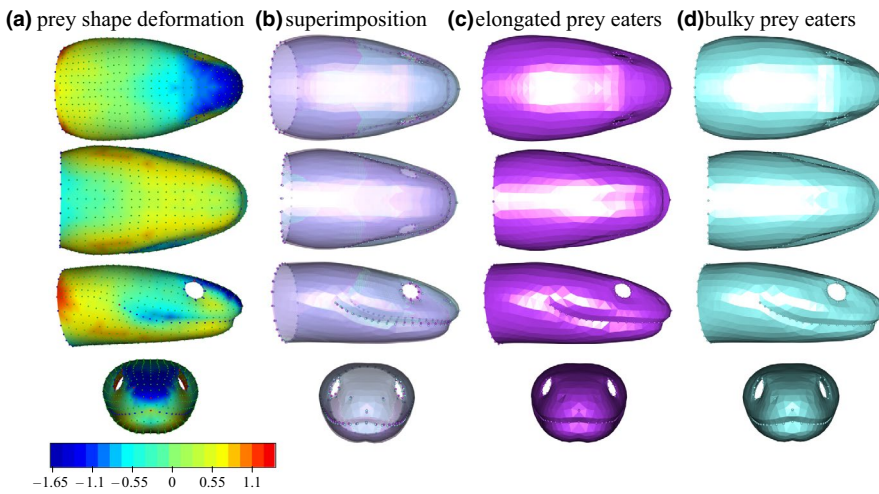 (a) prey shape deformation (b) superimposition (c) elongated prey eaters (d) bulky prey eaters
−1.65 −1.1 −0.55 0 0.55 1.1